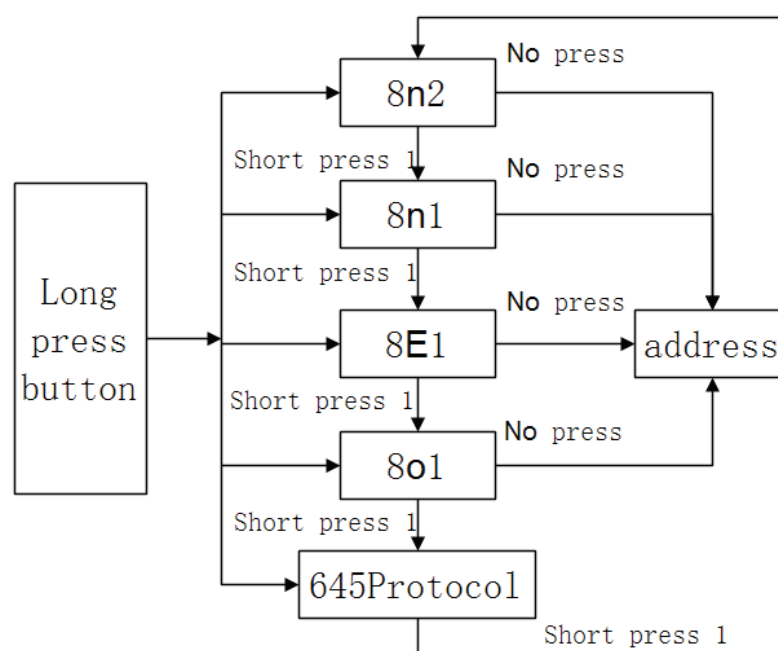 No press
8n2
Short press 1
No press
8n1
Short press 1
Long
press
button
No press
8E1
address
Short press 1
No press
8o1
Short press 1
645Protocol
Short press 1